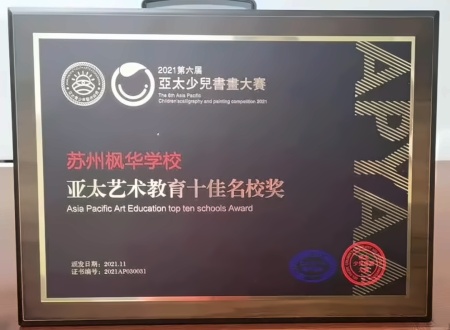 2021第六届
亞太少兒書畫大賽
The 6th Asia Pacific
Children'scalligraphy and painting competition 2021
苏州枫华学校
亚太艺术教育十佳名校奖
Asia Pacific Art Education top ten schools Award
颁发日期:2021.11
证书编号:2021AP030031
APYAA